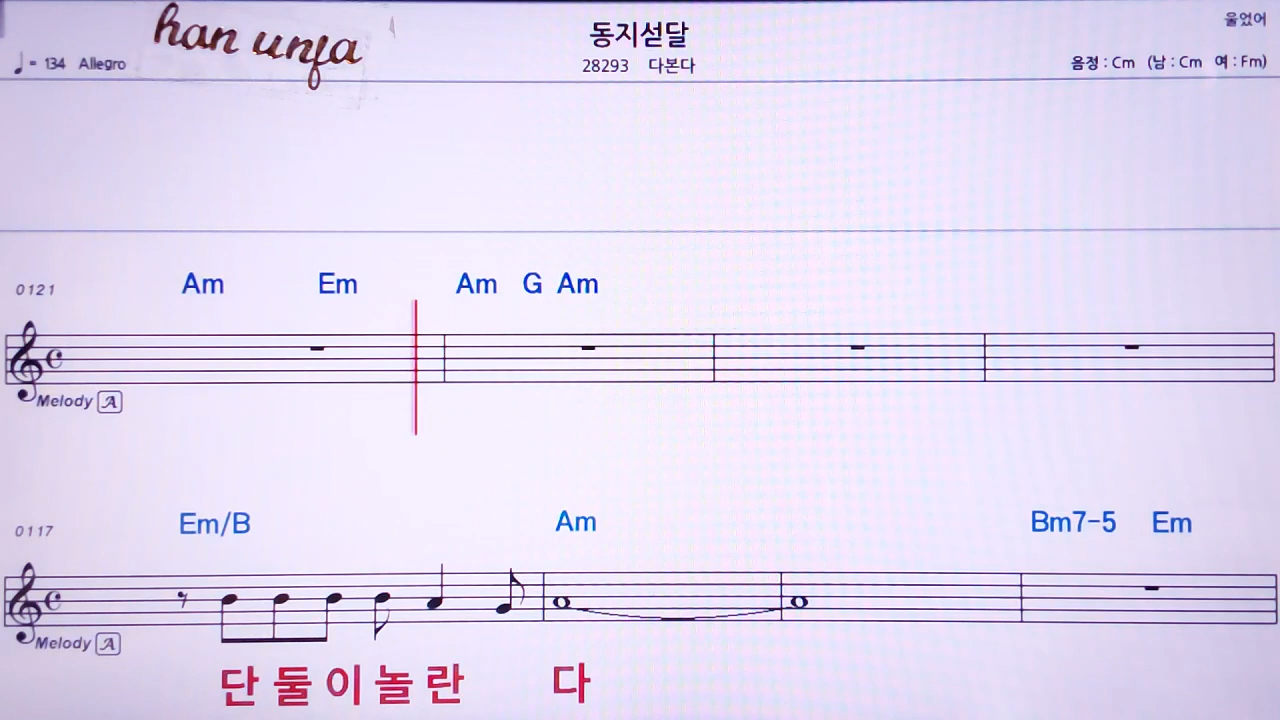 han unfa
동지섣달
울었어
♩= 134 Allegro
28293 다본다
음정 : Cm (남 : Cm 여 : Fm)
0121 Am Em Am G Am
Melody A
0117 Em/B Am Bm7-5 Em
Melody A
단 둘 이 놀 란 다